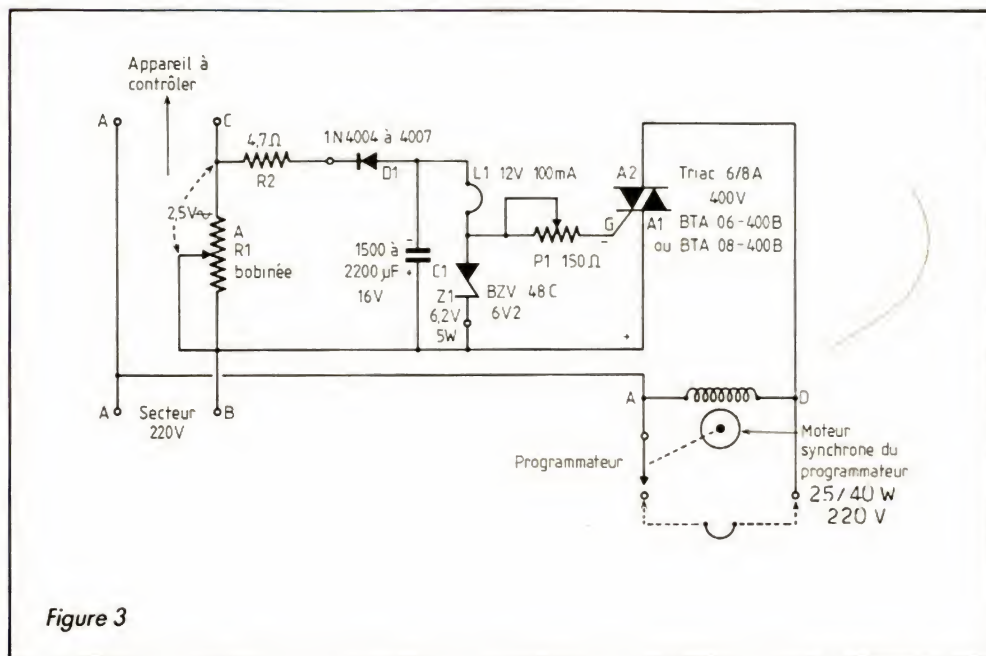 Appareil à
contrôler
A
C
4,7Ω
R2
1N4004 à 4007
D1
L1 12V 100mA
A2
Triac 6/8A
400V
BTA 06-400B
ou BTA 08-400B
G
A1
-
P1 150Ω
2,5V~
A
R1
bobinée
1500 à
2200 µF
16V
-
+
C1
Z1
6,2V
5W
BZV 48C
6V2
+
A
Secteur
220V
B
A
D
Programmateur
Moteur
synchrone du
programmateur
25/40 W
220 V
Figure 3